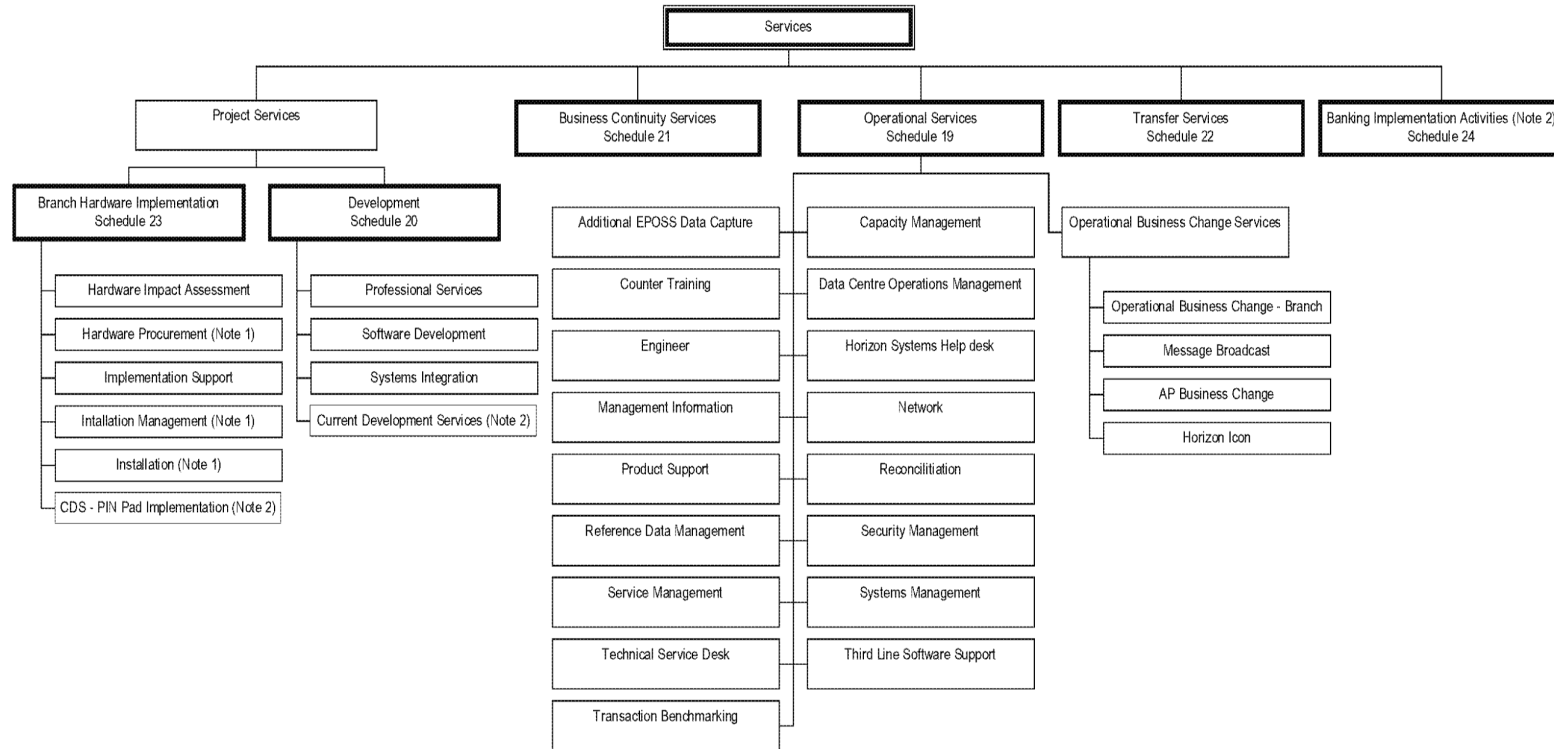 Services
Project Services
Business Continuity Services
Schedule 21
Operational Services
Schedule 19
Transfer Services
Schedule 22
Banking Implementation Activities (Note 2)
Schedule 24
Branch Hardware Implementation
Schedule 23
Development
Schedule 20
Hardware Impact Assessment
Hardware Procurement (Note 1)
Implementation Support
Intallation Management (Note 1)
Installation (Note 1)
CDS - PIN Pad Implementation (Note 2)
Professional Services
Software Development
Systems Integration
Current Development Services (Note 2)
Additional EPOSS Data Capture
Capacity Management
Counter Training
Data Centre Operations Management
Engineer
Horizon Systems Help desk
Management Information
Network
Product Support
Reconcilitiation
Reference Data Management
Security Management
Service Management
Systems Management
Technical Service Desk
Third Line Software Support
Transaction Benchmarking
Operational Business Change Services
Operational Business Change - Branch
Message Broadcast
AP Business Change
Horizon Icon